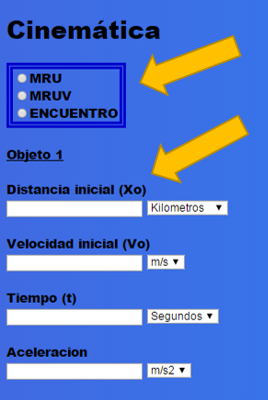 Cinemática
MRU
MRUV
ENCUENTRO
Objeto 1
Distancia inicial (Xo)
Kilometros
Velocidad inicial (Vo)
m/s
Tiempo (t)
Segundos
Aceleracion
m/s2